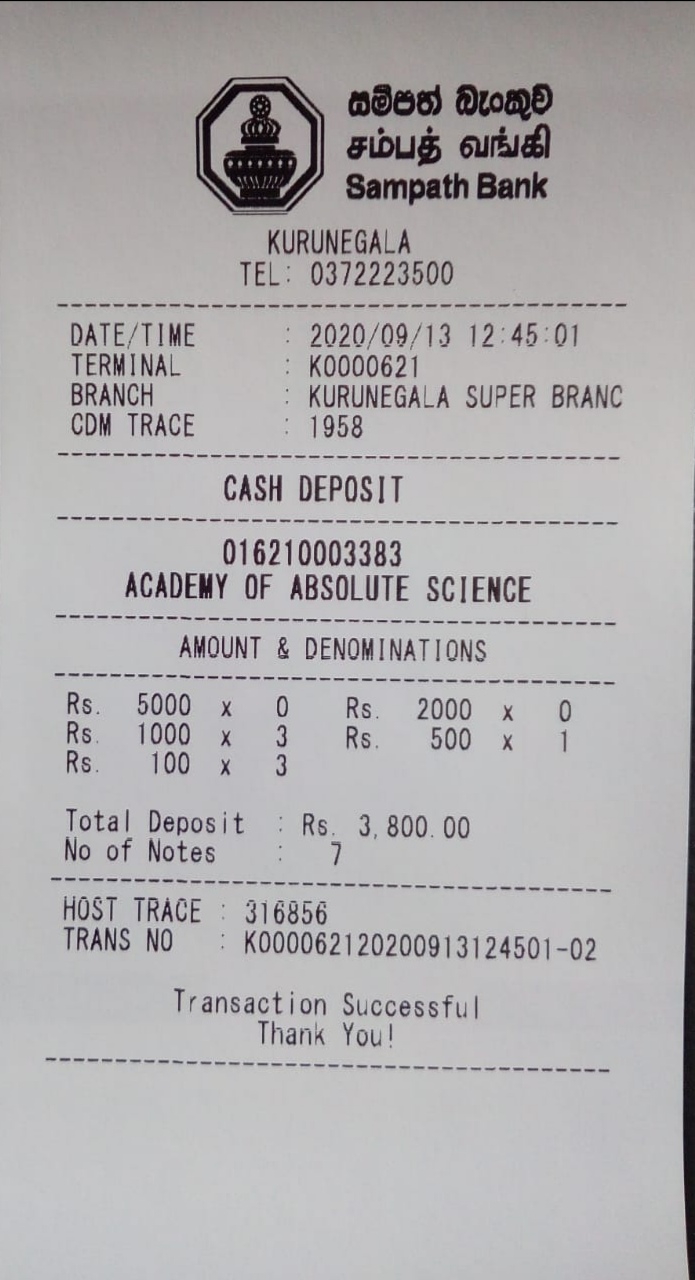 සම්පත් බැංකුව
சம்பத் வங்கி
Sampath Bank
KURUNEGALA
TEL: 0372223500
DATE/TIME : 2020/09/13 12:45:01
TERMINAL : K0000621
BRANCH : KURUNEGALA SUPER BRANC
CDM TRACE : 1958
CASH DEPOSIT
016210003383
ACADEMY OF ABSOLUTE SCIENCE
AMOUNT & DENOMINATIONS
Rs. 5000 x 0 Rs. 2000 x 0
Rs. 1000 x 3 Rs. 500 x 1
Rs. 100 x 3
Total Deposit : Rs. 3,800.00
No of Notes : 7
HOST TRACE : 316856
TRANS NO : K000062120200913124501-02
Transaction Successful
Thank You!